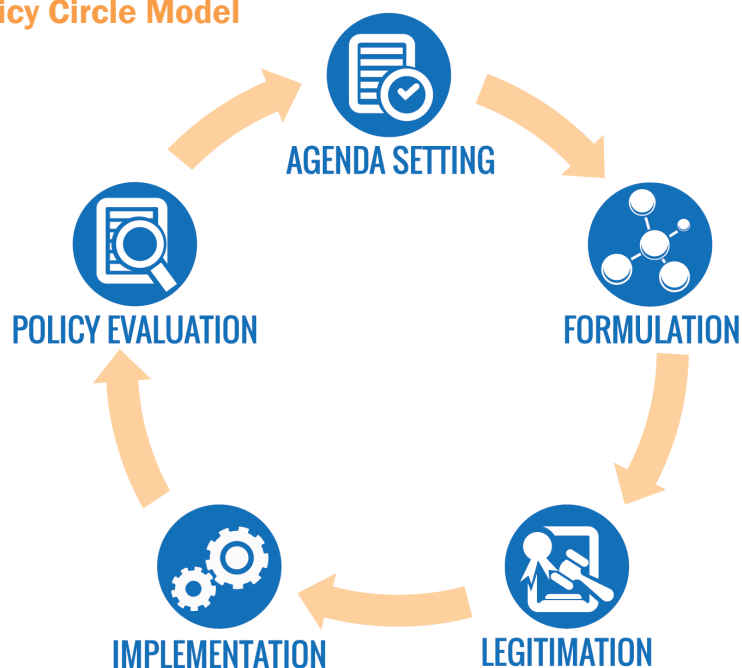 icy Circle Model
AGENDA SETTING
FORMULATION
LEGITIMATION
IMPLEMENTATION
POLICY EVALUATION